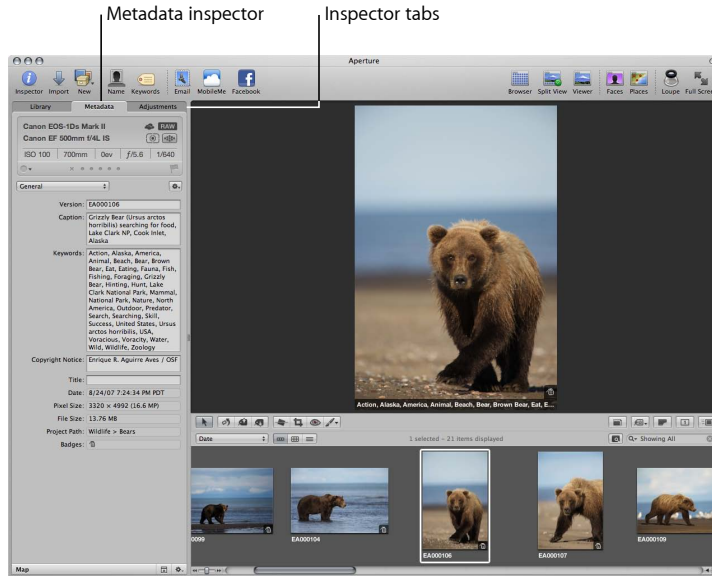 Metadata inspector
Inspector tabs
Aperture
Inspector Import New Name Keywords Email MobileMe Facebook Browser Split View Viewer Faces Places Loupe Full Screen
Library Metadata Adjustments
Canon EOS-1Ds Mark II RAW
Canon EF 500mm f/4L IS
ISO 100 700mm 0ev ƒ/5.6 1/640
General
Version: EA000106
Caption: Grizzly Bear (Ursus arctos
horribilis) searching for food,
Lake Clark NP, Cook Inlet,
Alaska
Keywords: Action, Alaska, America,
Animal, Beach, Bear, Brown
Bear, Eat, Eating, Fauna, Fish,
Fishing, Foraging, Grizzly
Bear, Hinting, Hunt, Lake
Clark National Park, Mammal,
National Park, Nature, North
America, Outdoor, Predator,
Search, Searching, Skill,
Success, United States, Ursus
arctos horribilis, USA,
Voracious, Voracity, Water,
Wild, Wildlife, Zoology
Copyright Notice: Enrique R. Aguirre Aves / OSF
Title:
Date: 8/24/07 7:24:34 PM PDT
Pixel Size: 3320 × 4992 (16.6 MP)
File Size: 13.76 MB
Project Path: Wildlife > Bears
Badges:
Map
Action, Alaska, America, Animal, Beach, Bear, Brown Bear, Eat, E...
Date 1 selected - 21 items displayed Showing All
0099
EA000104
EA000106
EA000107
EA000109